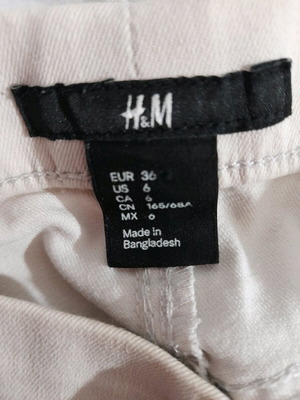 H&M
EUR 36
US 6
CA 6
CN 165/68A
MX 6
Made in
Bangladesh